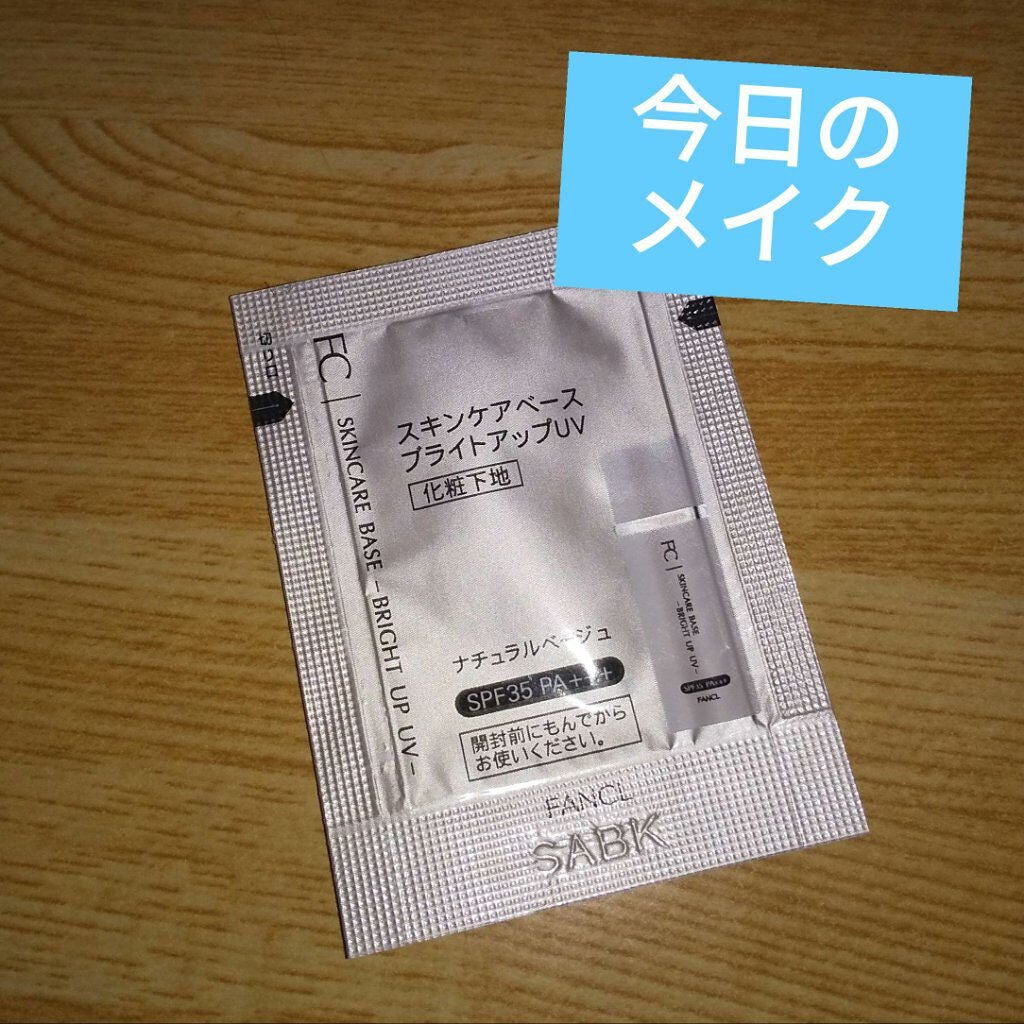 今日の
メイク
切り口
FC | SKINCARE BASE –BRIGHT UP UV–
スキンケアベース
ブライトアップUV
化粧下地
ナチュラルベージュ
SPF35 PA+++
開封前にもんでから
お使いください。
FC | SKINCARE BASE
–BRIGHT UP UV–
SPF35 PA+++
FANCL
FANCL
SABK